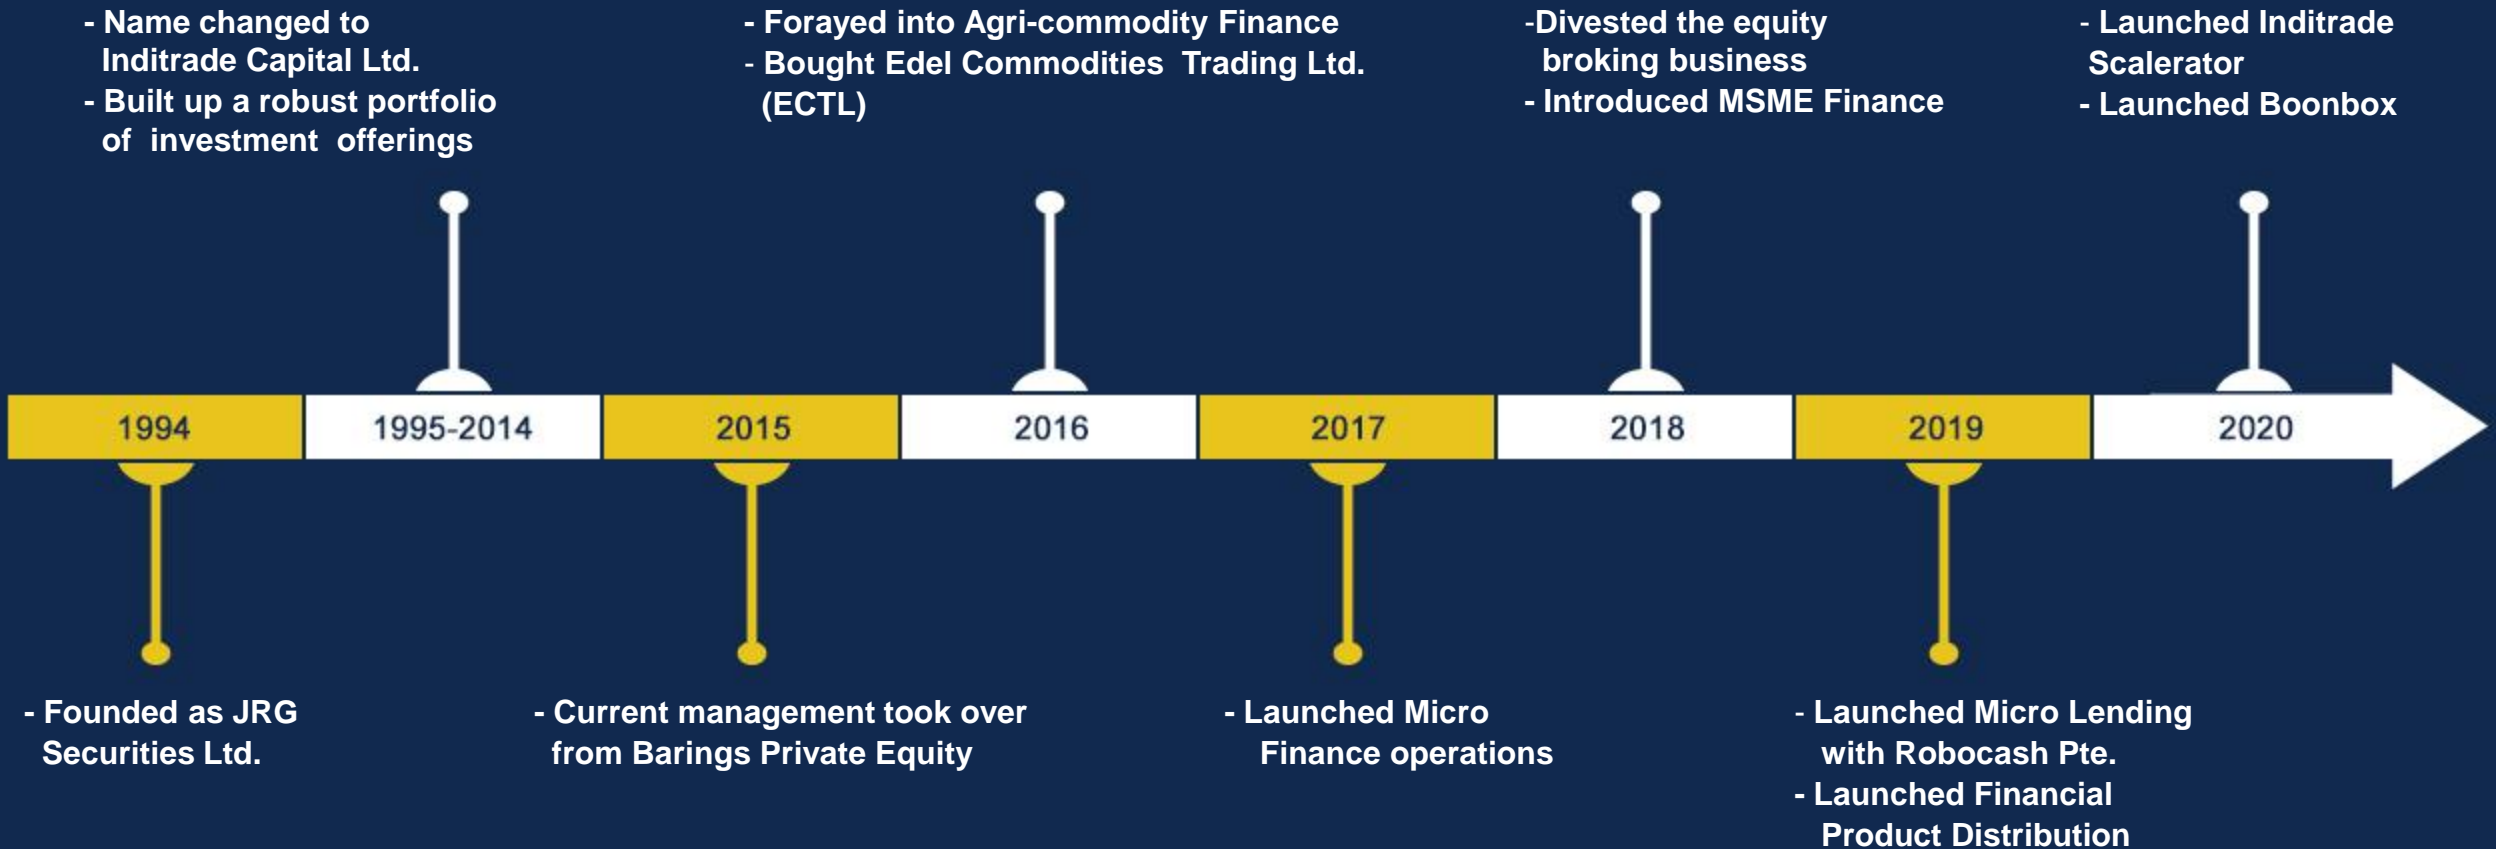 - Name changed to
Inditrade Capital Ltd.
- Built up a robust portfolio
of investment offerings
- Forayed into Agri-commodity Finance
- Bought Edel Commodities Trading Ltd.
(ECTL)
-Divested the equity
broking business
- Introduced MSME Finance
- Launched Inditrade
Scalerator
- Launched Boonbox
1994
1995-2014
2015
2016
2017
2018
2019
2020
- Founded as JRG
Securities Ltd.
- Current management took over
from Barings Private Equity
- Launched Micro
Finance operations
- Launched Micro Lending
with Robocash Pte.
- Launched Financial
Product Distribution